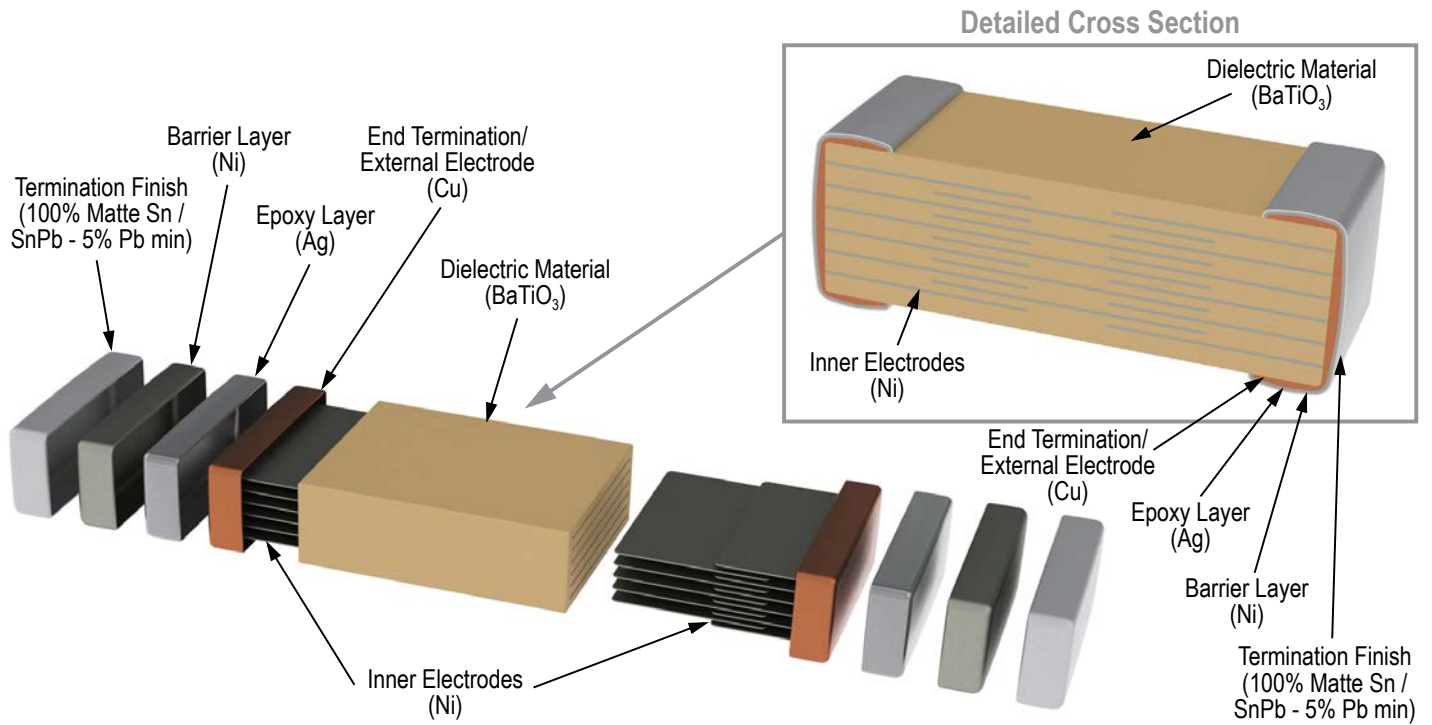 Detailed Cross Section
Dielectric Material
(BaTiO₃)
Inner Electrodes
(Ni)
End Termination/
External Electrode
(Cu)
Epoxy Layer
(Ag)
Barrier Layer
(Ni)
Termination Finish
(100% Matte Sn /
SnPb - 5% Pb min)
Termination Finish
(100% Matte Sn /
SnPb - 5% Pb min)
Barrier Layer
(Ni)
Epoxy Layer
(Ag)
End Termination/
External Electrode
(Cu)
Dielectric Material
(BaTiO₃)
Inner Electrodes
(Ni)